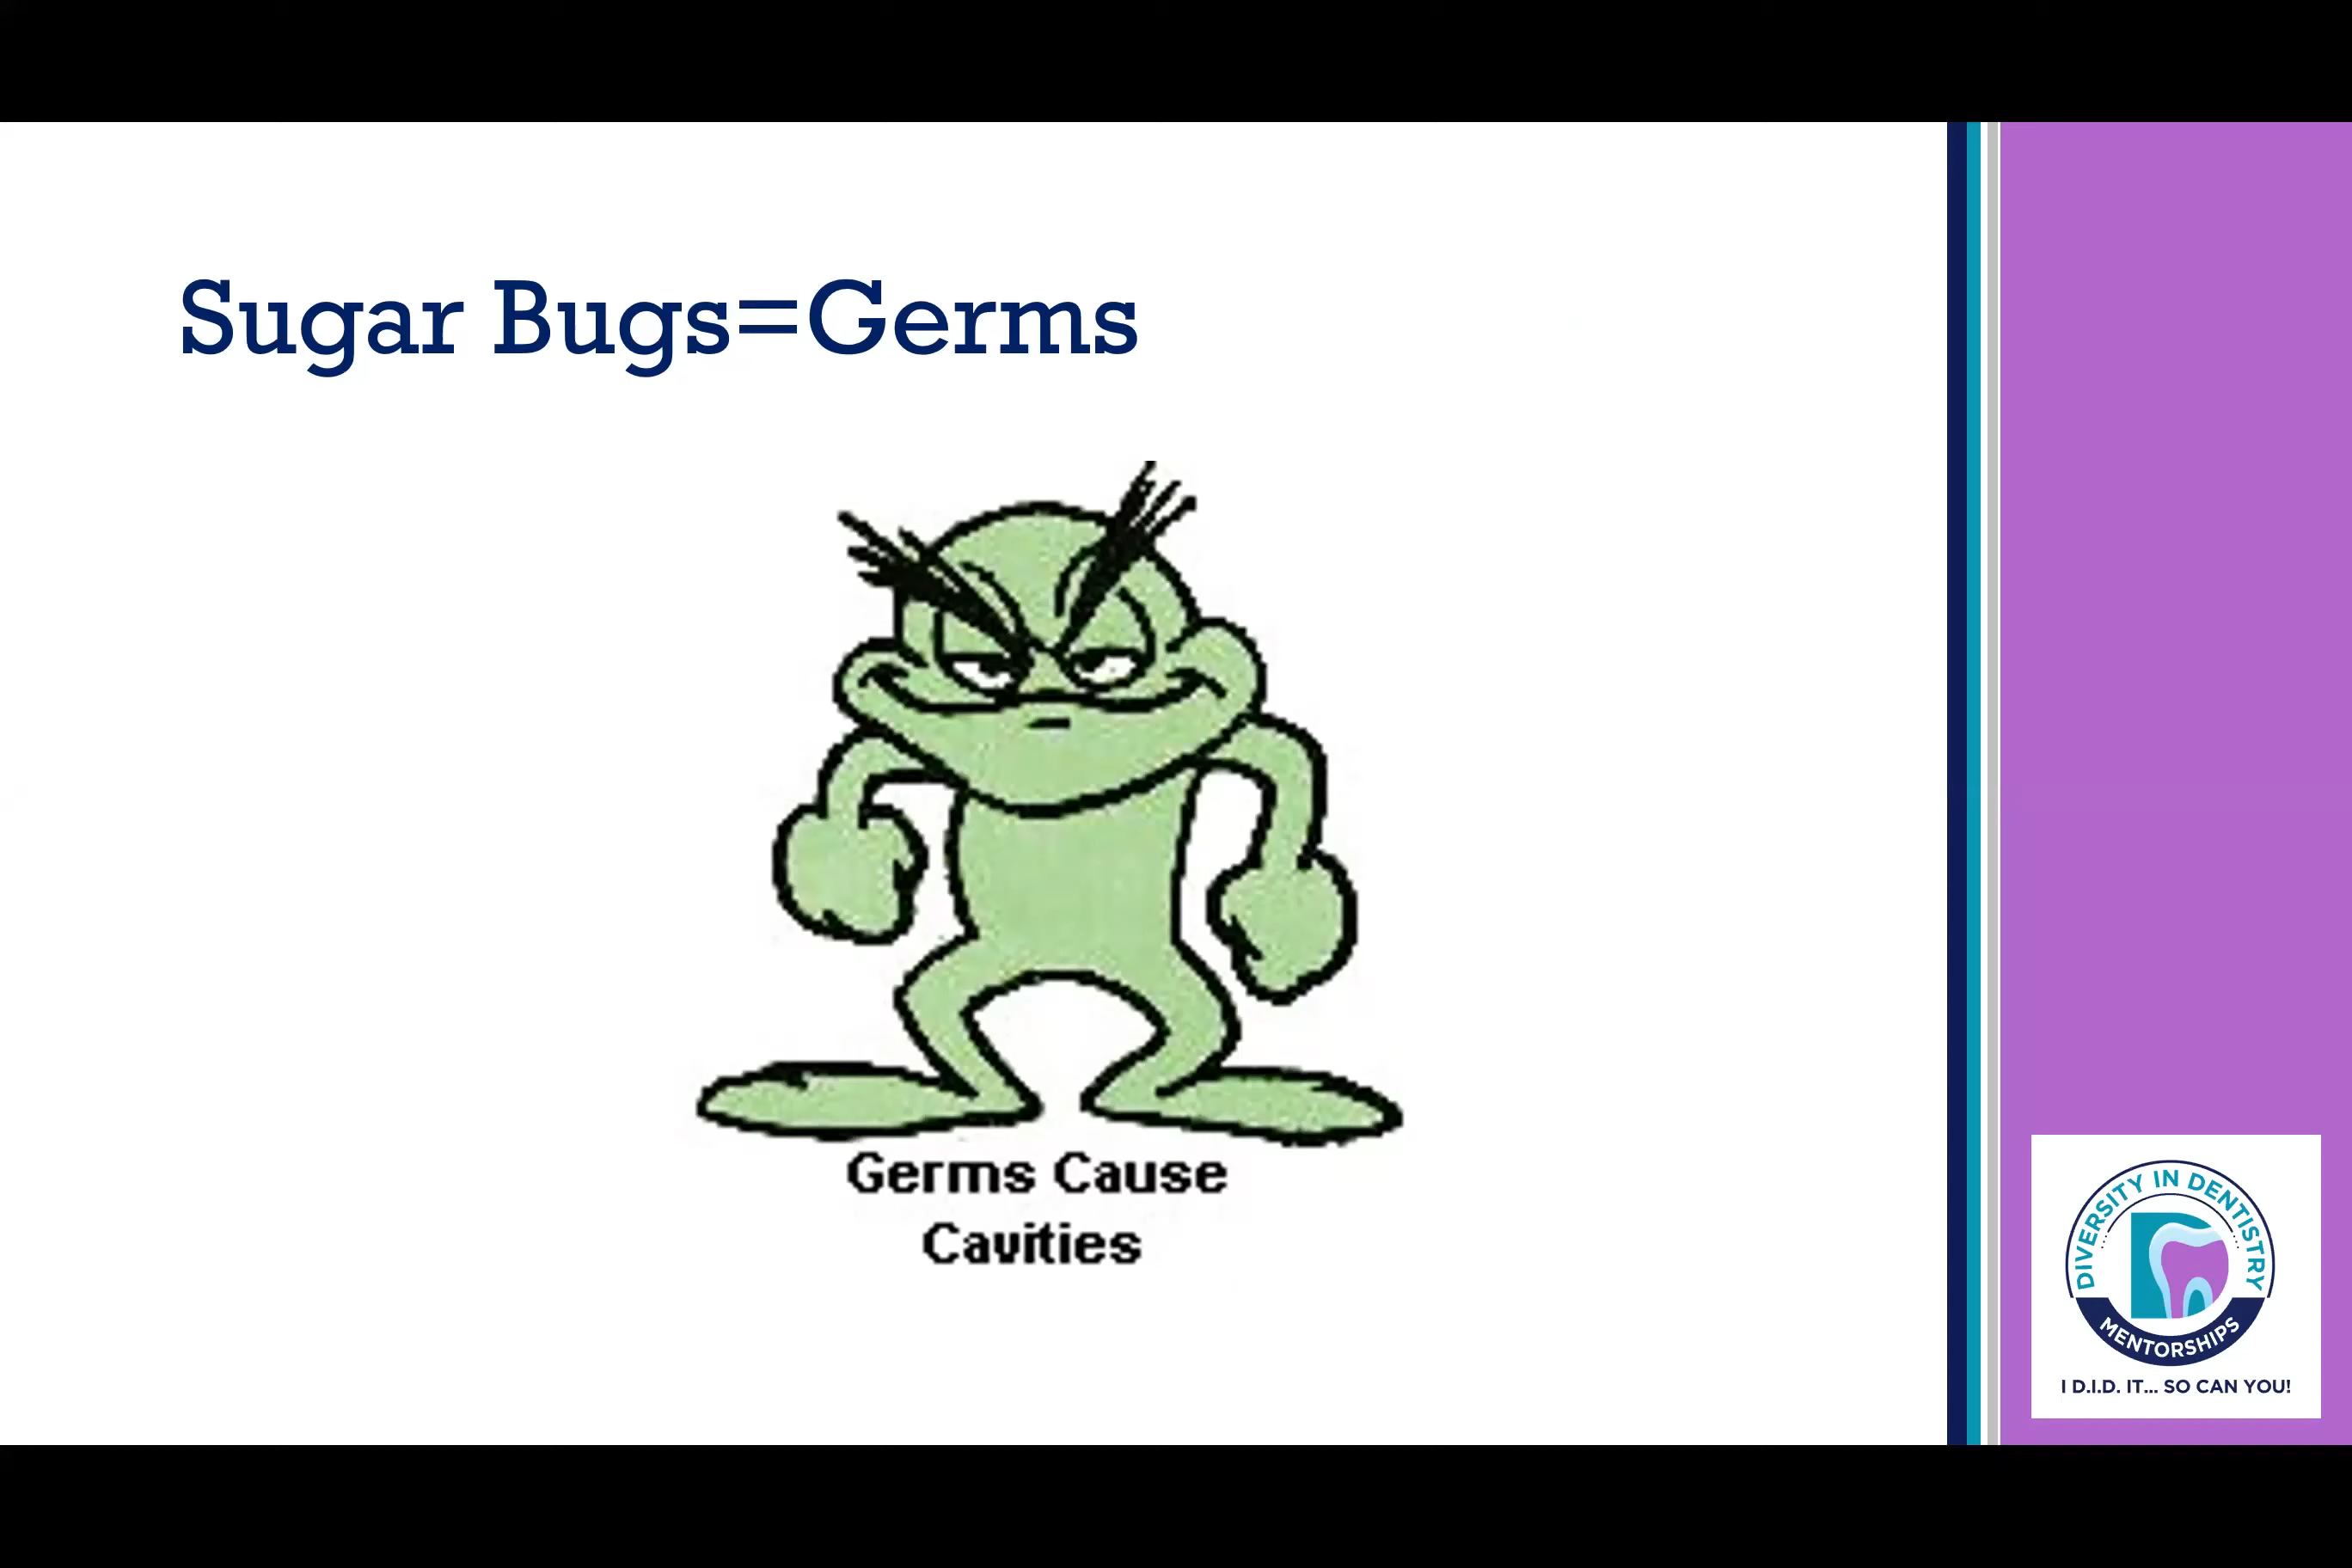 Sugar Bugs=Germs
Germs Cause
Cavities
DIVERSITY IN DENTISTRY
MENTORSHIPS
I D.I.D. IT... SO CAN YOU!